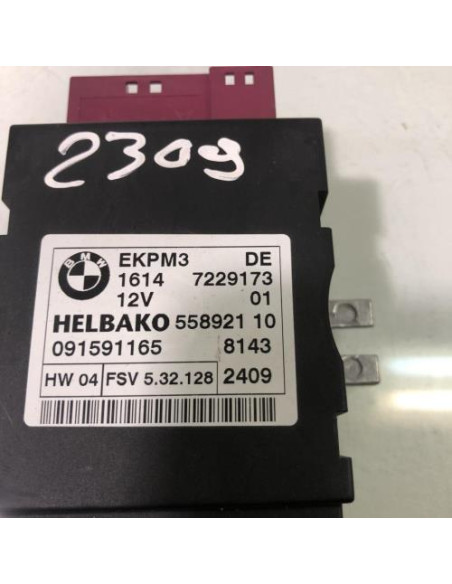 2309
BMW
EKPM3 DE
1614 7229173
12V 01
HELBAKO 558921 10
091591165 8143
HW 04 FSV 5.32.128 2409